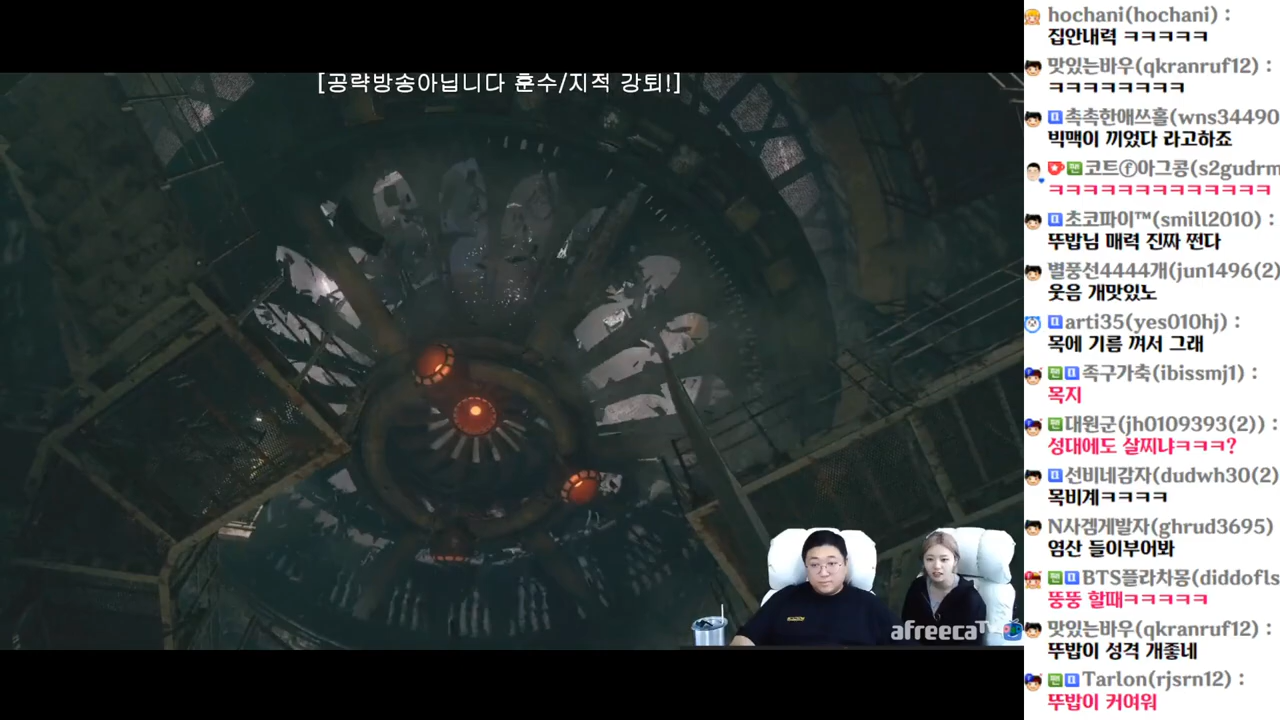 [공략방송아닙니다 훈수/지적 강퇴!]
afreecaTV
hochani(hochani) :
집안내력 ㅋㅋㅋㅋㅋ
맛있는바우(qkranruf12) :
ㅋㅋㅋㅋㅋㅋㅋㅋ
촉촉한애쓰홀(wns34490
빅맥이 끼었다 라고하죠
팬 코트ⓕ아그콩(s2gudrm
ㅋㅋㅋㅋㅋㅋㅋㅋㅋㅋㅋㅋㅋ
초코파이™(smill2010) :
뚜밥님 매력 진짜 쩐다
별풍선4444개(jun1496(2)
웃음 개맛있노
arti35(yes010hj) :
목에 기름 껴서 그래
팬 족구가축(ibissmj1) :
목지
팬 대원군(jh0109393(2)) :
성대에도 살찌냐ㅋㅋㅋ?
선비네감자(dudwh30(2)
목비계ㅋㅋㅋㅋ
N사겜게발자(ghrud3695)
염산 들이부어봐
팬 BTS플라차몽(diddofls
뚱뚱 할때ㅋㅋㅋㅋㅋ
맛있는바우(qkranruf12) :
뚜밥이 성격 개좋네
팬 Tarlon(rjsrn12) :
뚜밥이 커여워